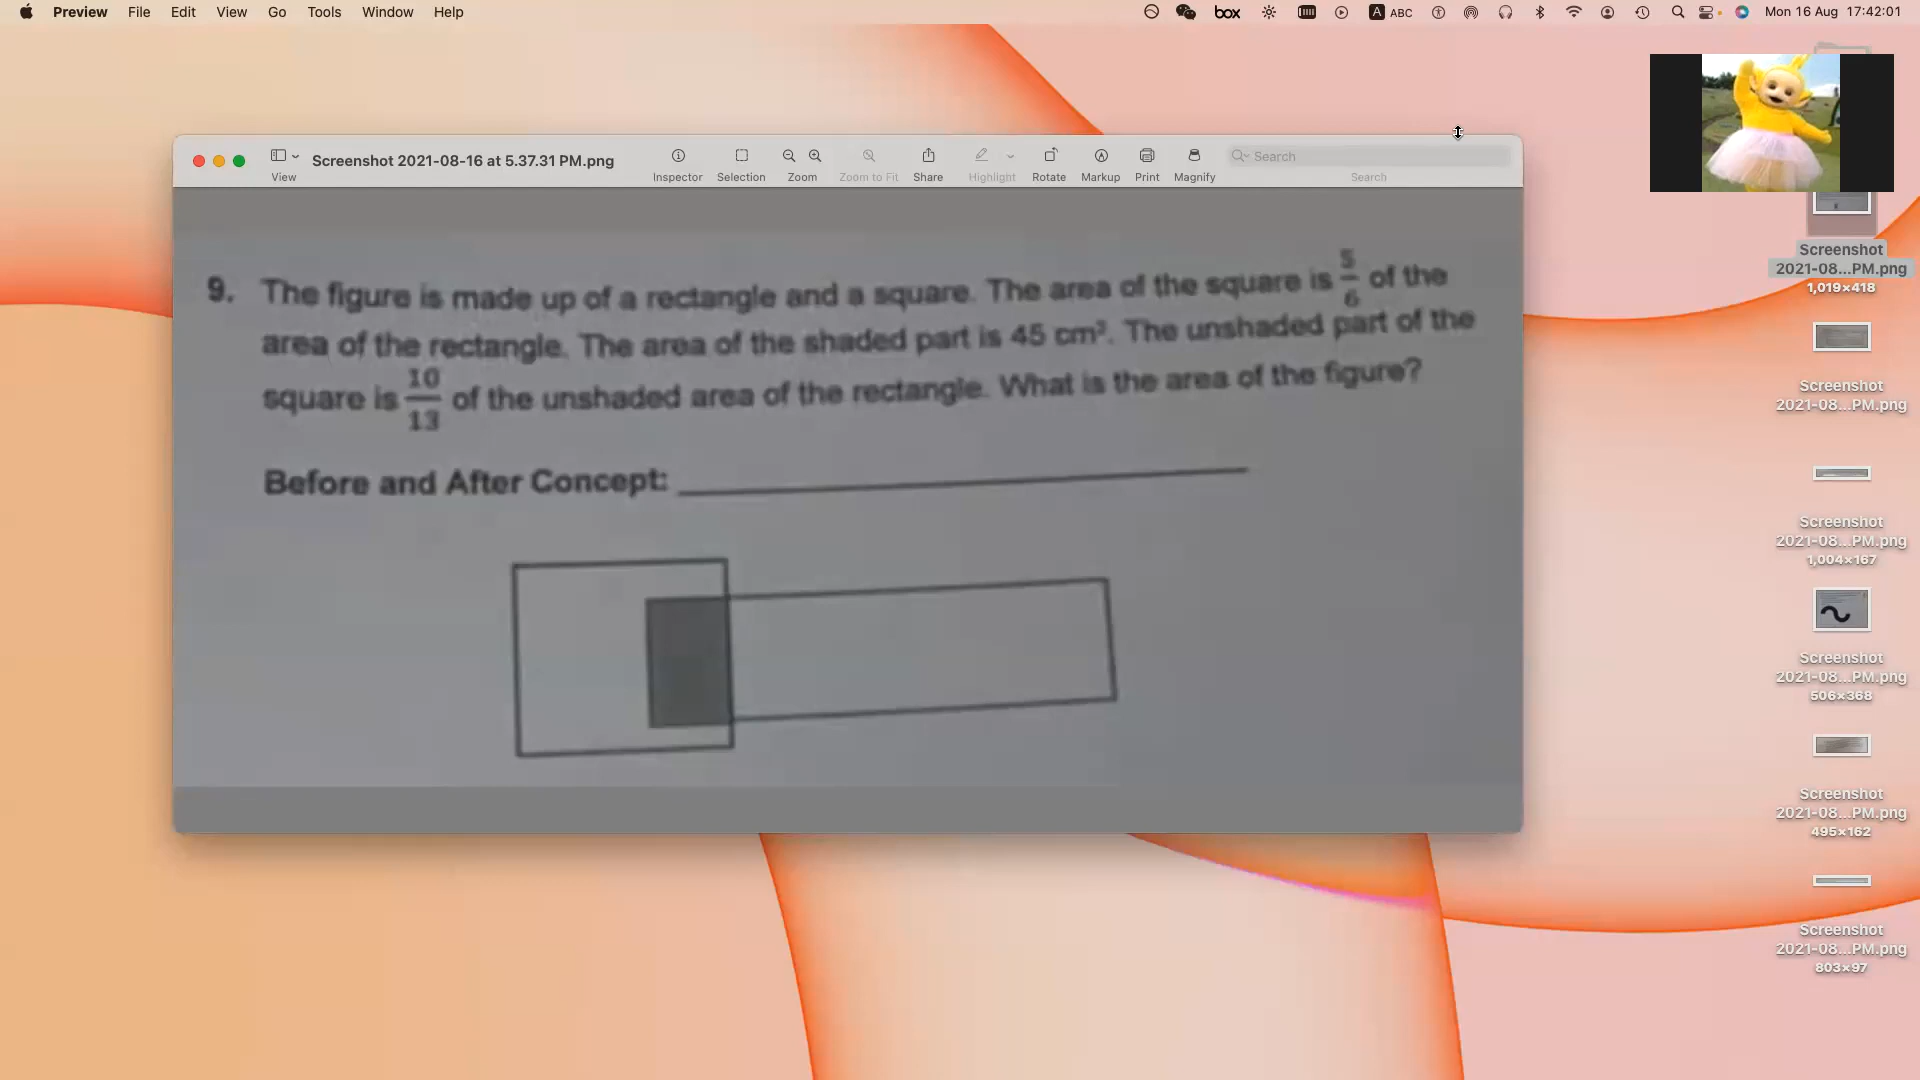 Preview File Edit View Go Tools Window Help box A ABC Mon 16 Aug 17:42:01
Screenshot 2021-08-16 at 5.37.31 PM.png
View Inspector Selection Zoom Zoom to Fit Share Highlight Rotate Markup Print Magnify Search
Search
9. The figure is made up of a rectangle and a square. The area of the square is 5/6 of the
area of the rectangle. The area of the shaded part is 45 cm². The unshaded part of the
square is 10/13 of the unshaded area of the rectangle. What is the area of the figure?
Before and After Concept:
Screenshot
2021-08...PM.png
1,019×418
Screenshot
2021-08...PM.png
Screenshot
2021-08...PM.png
1,004×167
Screenshot
2021-08...PM.png
506×368
Screenshot
2021-08...PM.png
495×162
Screenshot
2021-08...PM.png
803×97